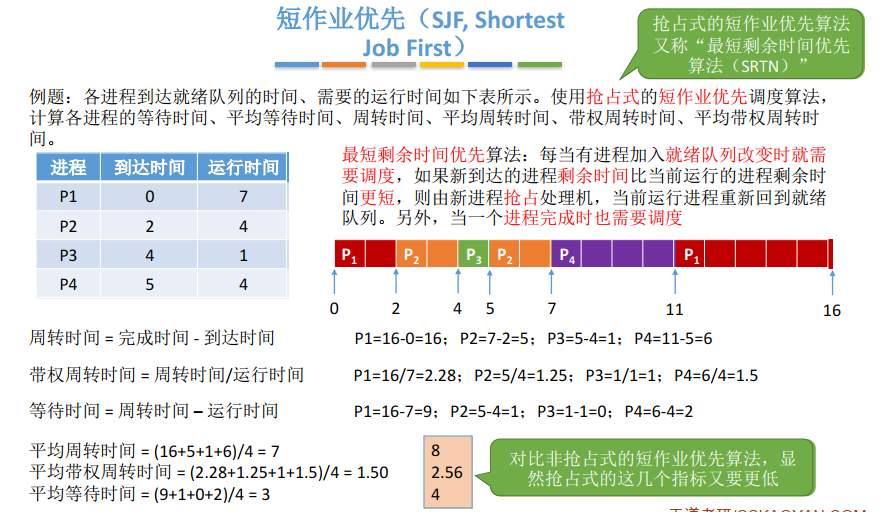 短作业优先（SJF, Shortest
Job First）
抢占式的短作业优先算法
又称“最短剩余时间优先
算法（SRTN）”
例题：各进程到达就绪队列的时间、需要的运行时间如下表所示。使用抢占式的短作业优先调度算法，
计算各进程的等待时间、平均等待时间、周转时间、平均周转时间、带权周转时间、平均带权周转时
间。
进程 到达时间 运行时间
P1 0 7
P2 2 4
P3 4 1
P4 5 4
最短剩余时间优先算法：每当有进程加入就绪队列改变时就需
要调度，如果新到达的进程剩余时间比当前运行的进程剩余时
间更短，则由新进程抢占处理机，当前运行进程重新回到就绪
队列。另外，当一个进程完成时也需要调度
P1 P2 P3 P2 P4 P1
0 2 4 5 7 11 16
周转时间 = 完成时间 - 到达时间 P1=16-0=16；P2=7-2=5；P3=5-4=1；P4=11-5=6
带权周转时间 = 周转时间/运行时间 P1=16/7=2.28；P2=5/4=1.25；P3=1/1=1；P4=6/4=1.5
等待时间 = 周转时间 – 运行时间 P1=16-7=9；P2=5-4=1；P3=1-1=0；P4=6-4=2
平均周转时间 = (16+5+1+6)/4 = 7
平均带权周转时间 = (2.28+1.25+1+1.5)/4 = 1.50
平均等待时间 = (9+1+0+2)/4 = 3
8
2.56
4
对比非抢占式的短作业优先算法，显
然抢占式的这几个指标又要更低